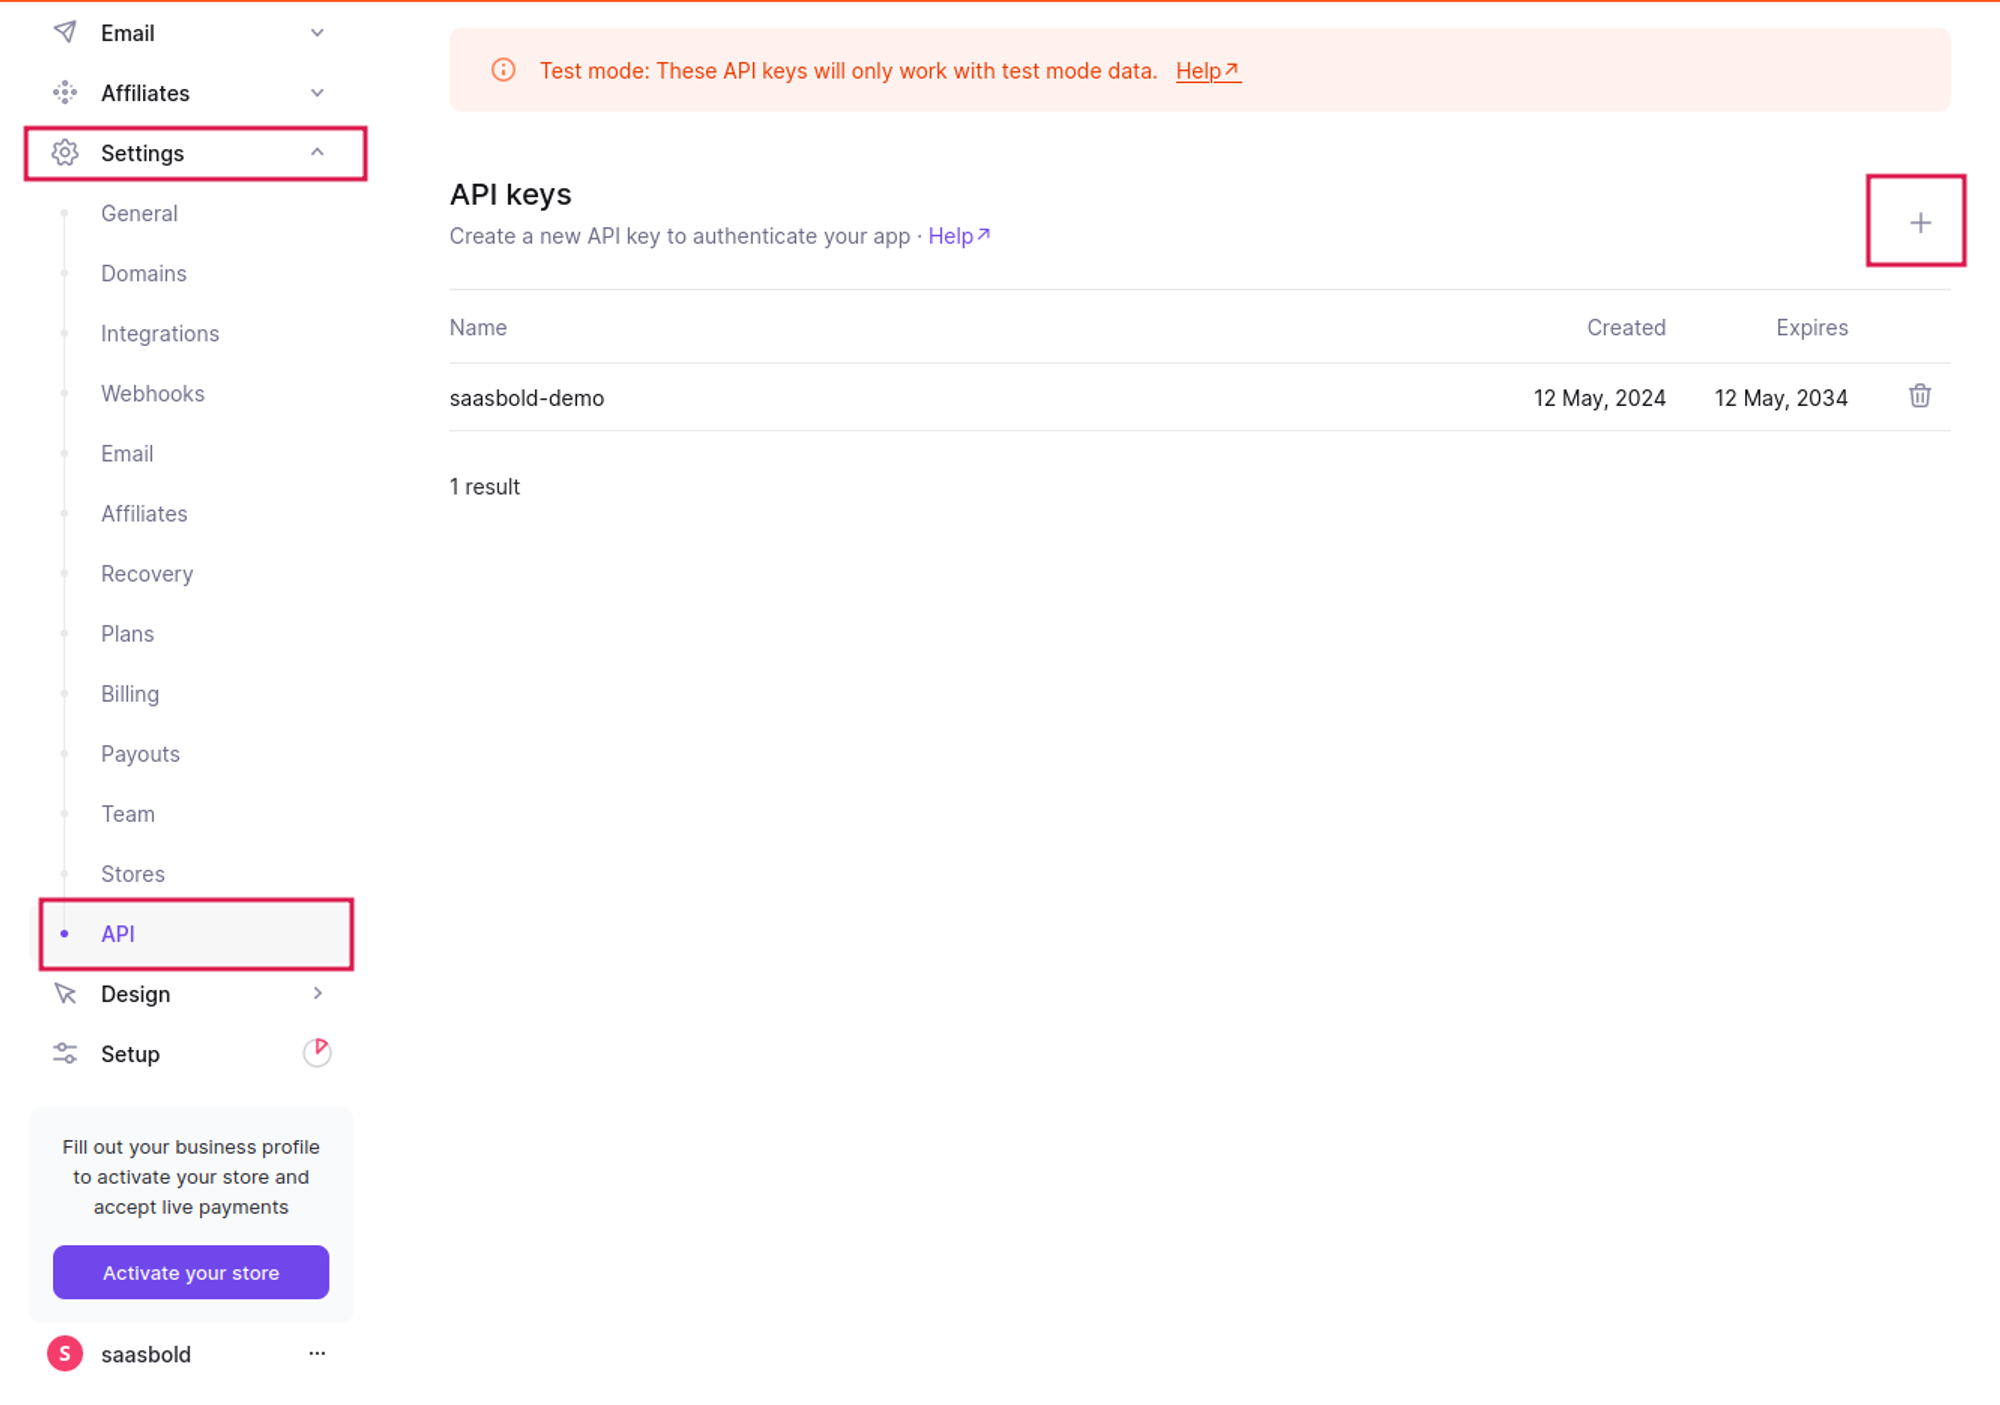 Email
Affiliates
Settings
General
Domains
Integrations
Webhooks
Email
Affiliates
Recovery
Plans
Billing
Payouts
Team
Stores
API
Design
Setup
Fill out your business profile
to activate your store and
accept live payments
Activate your store
S saasbold ...
Test mode: These API keys will only work with test mode data. Help↗
API keys
Create a new API key to authenticate your app · Help↗
Name Created Expires
saasbold-demo 12 May, 2024 12 May, 2034
1 result